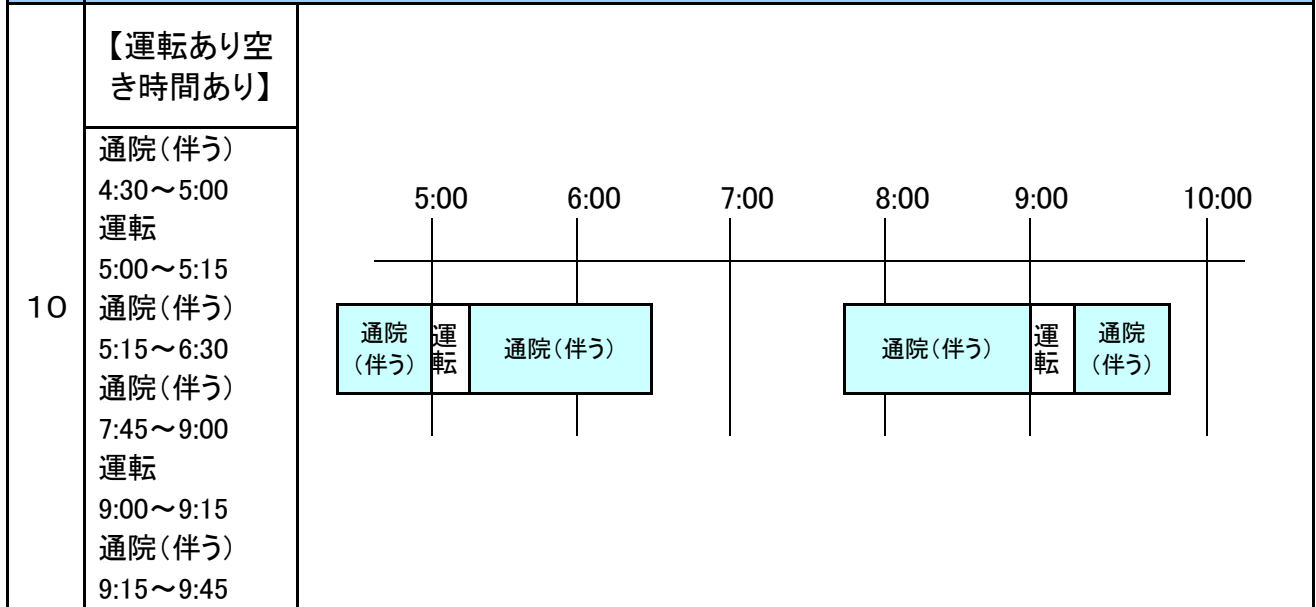 【運転あり空
き時間あり】
10
通院（伴う）
4:30～5:00
運転
5:00～5:15
通院（伴う）
5:15～6:30
通院（伴う）
7:45～9:00
運転
9:00～9:15
通院（伴う）
9:15～9:45
5:00 6:00 7:00 8:00 9:00 10:00
通院
（伴う）
運
転
通院（伴う）
通院（伴う）
運
転
通院
（伴う）